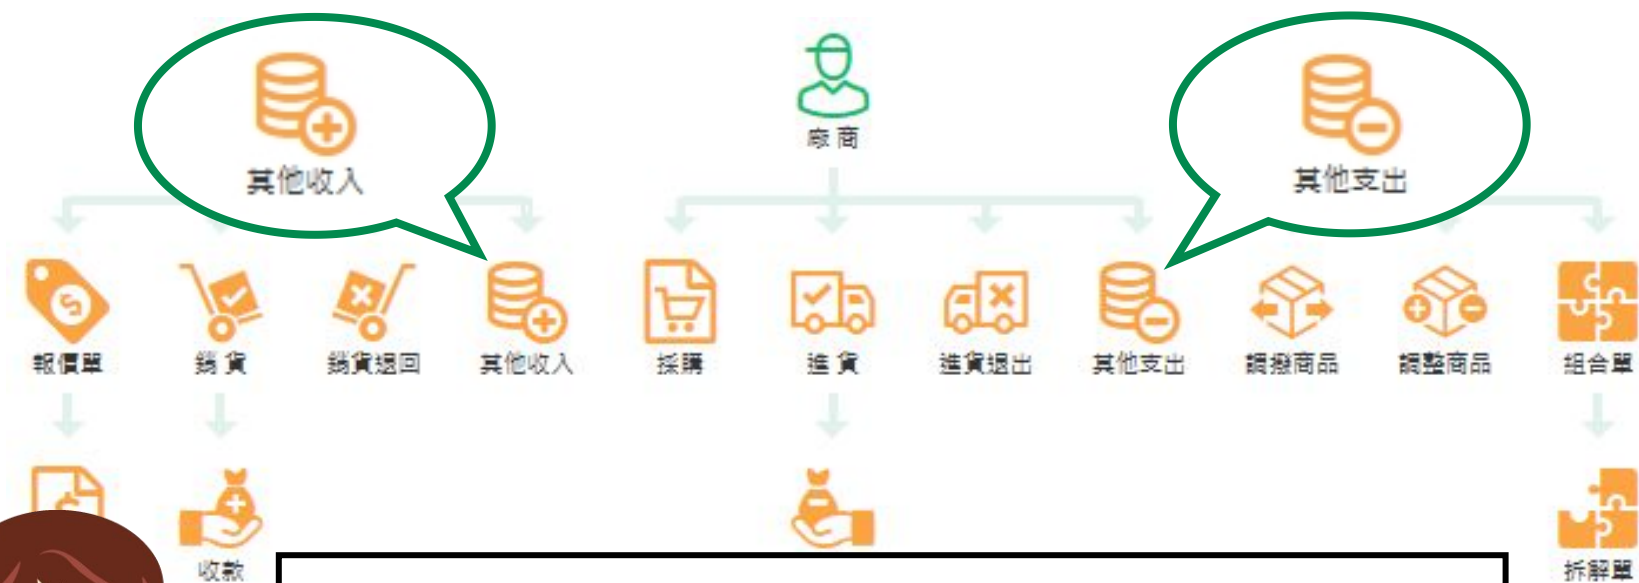 廠商
其他收入
其他支出
報價單
銷貨
銷貨退回
其他收入
採購
進貨
進貨退出
其他支出
調撥商品
調整商品
組合單
收款
拆解單